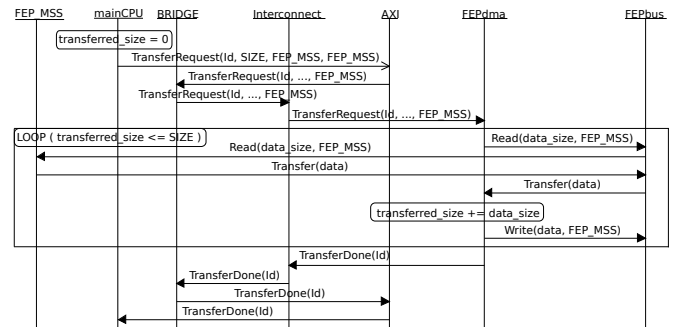 FEP_MSS mainCPU BRIDGE Interconnect AXI FEPdma FEPbus
transferred_size = 0
TransferRequest(Id, SIZE, FEP_MSS, FEP_MSS)
TransferRequest(Id, ..., FEP_MSS)
TransferRequest(Id, ..., FEP_MSS)
TransferRequest(Id, ..., FEP_MSS)
LOOP ( transferred_size <= SIZE )
Read(data_size, FEP_MSS)
Read(data_size, FEP_MSS)
Transfer(data)
Transfer(data)
transferred_size += data_size
Write(data, FEP_MSS)
TransferDone(Id)
TransferDone(Id)
TransferDone(Id)
TransferDone(Id)